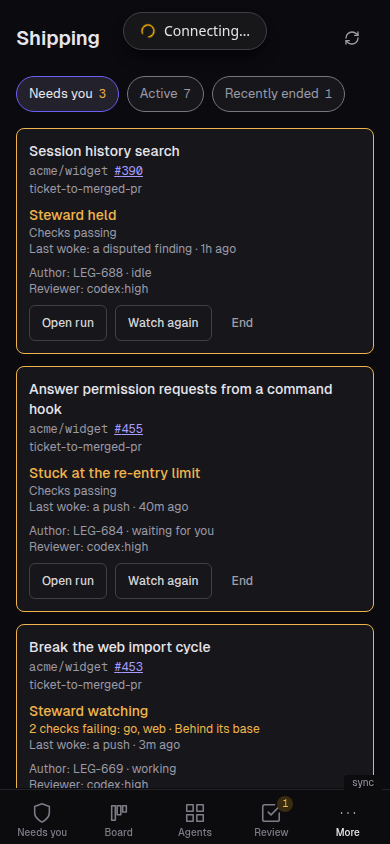 Shipping
Connecting...
Needs you 3
Active 7
Recently ended 1
Session history search
acme/widget #390
ticket-to-merged-pr
Steward held
Checks passing
Last woke: a disputed finding · 1h ago
Author: LEG-688 · idle
Reviewer: codex:high
Open run
Watch again
End
Answer permission requests from a command
hook
acme/widget #455
ticket-to-merged-pr
Stuck at the re-entry limit
Checks passing
Last woke: a push · 40m ago
Author: LEG-684 · waiting for you
Reviewer: codex:high
Open run
Watch again
End
Break the web import cycle
acme/widget #453
ticket-to-merged-pr
Steward watching
2 checks failing: go, web · Behind its base
Last woke: a push · 3m ago
Author: LEG-669 · working
Reviewer: codex:high
sync
Needs you
Board
Agents
1
Review
More